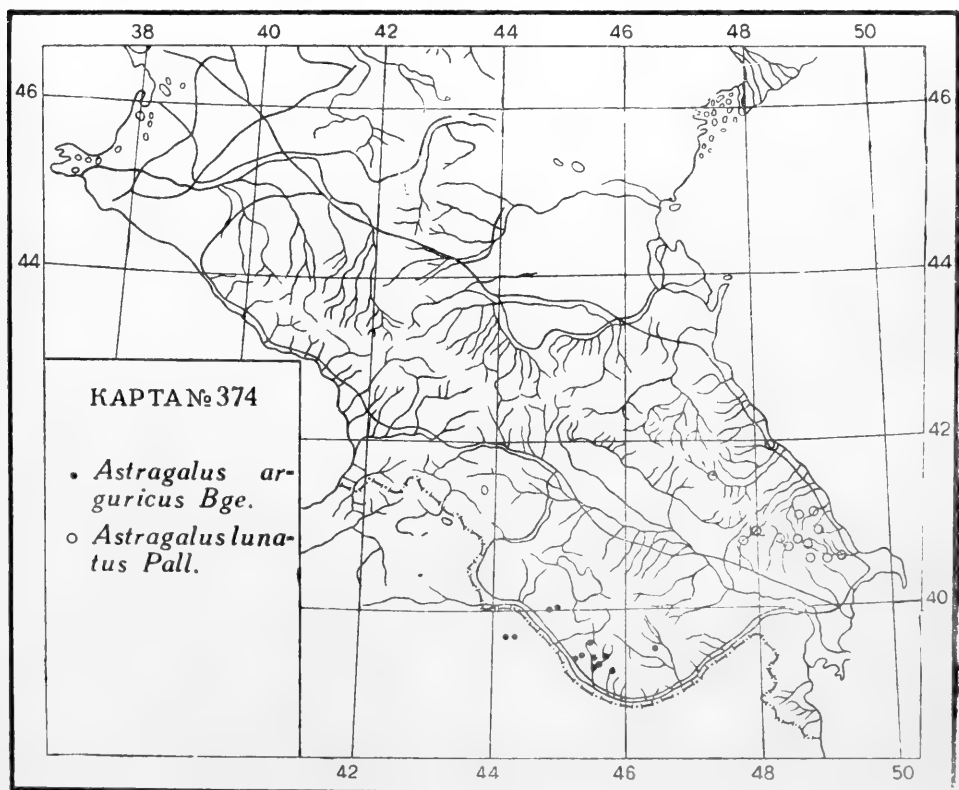 38 40 42 44 46 48 50
46 46
44 44
КАРТА № 374
42
• Astragalus ar-
guricus Bge.
○ Astragalus luna-
tus Pall.
40
42 44 46 48 50